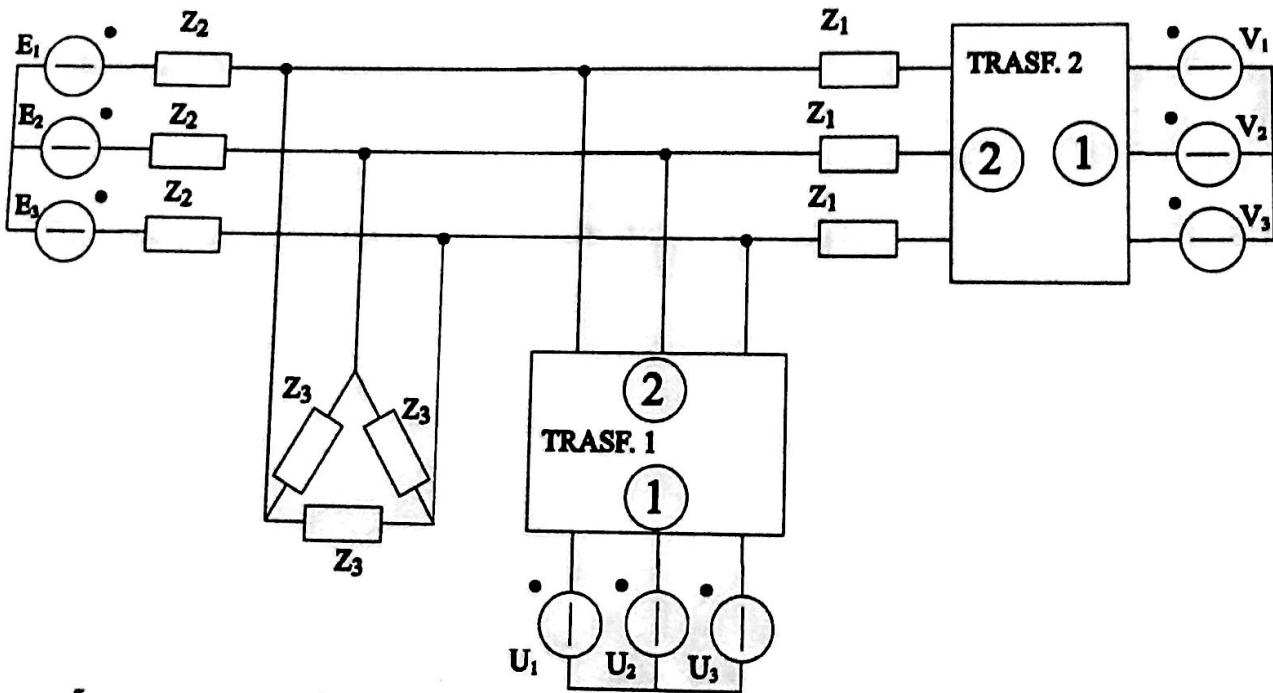 Z₂ Z₁
E₁ TRASF. 2 V₁
Z₂ Z₁
E₂ V₂
2 1
Z₂ Z₁
E₃ V₃
Z₃ Z₃
2
TRASF. 1
1
Z₃
U₁ U₂ U₃